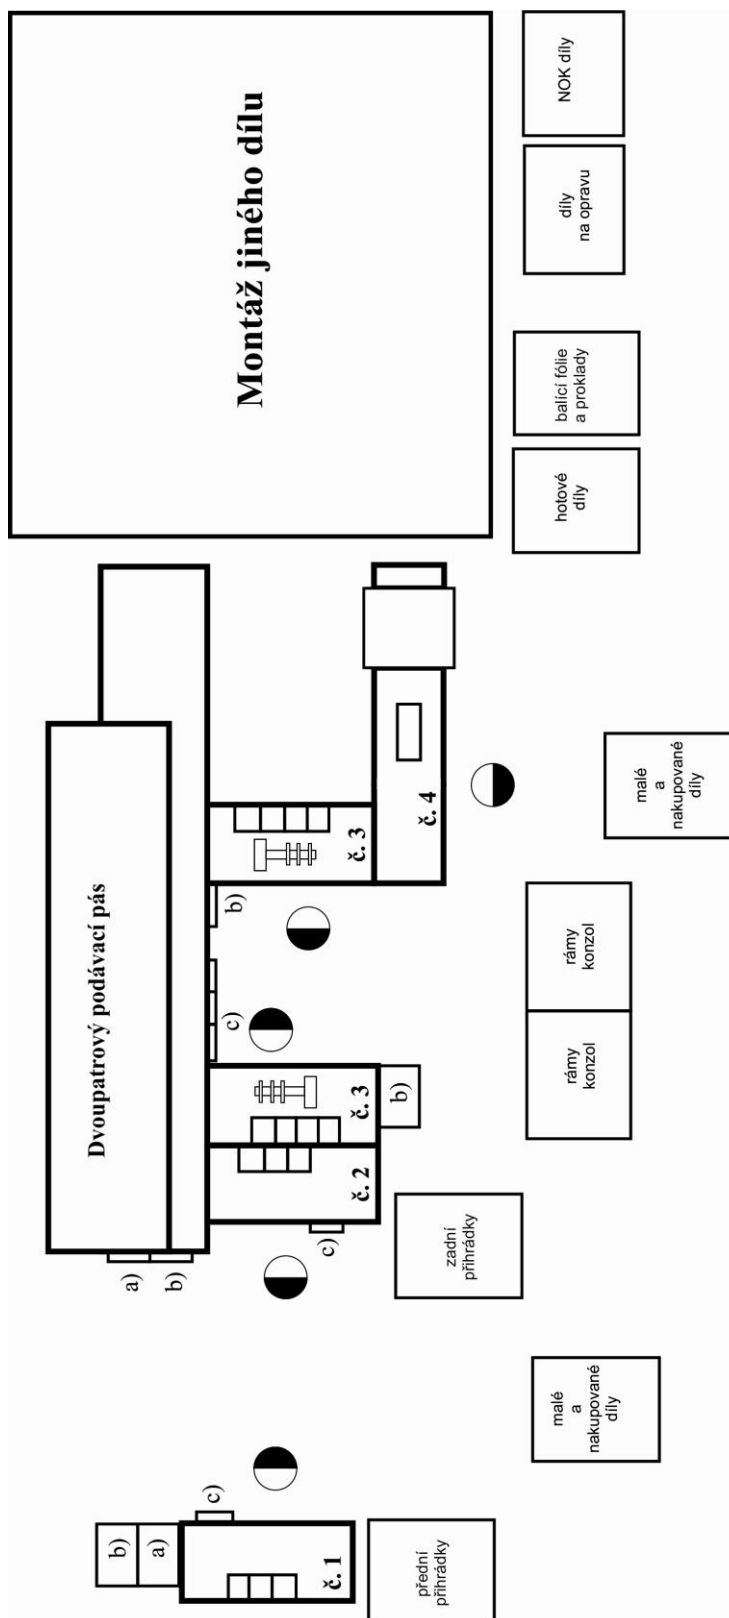 Montáž jiného dílu
NOK díly
díly
na opravu
balící fólie
a proklady
hotové
díly
Dvoupatrový podávací pás
č. 3
č. 4
b)
c)
malé
a
nakupované
díly
rámy
konzol
rámy
konzol
č. 3
b)
č. 2
c)
a)
b)
zadní
přihrádky
malé
a
nakupované
díly
b)
a)
c)
č. 1
přední
přihrádky